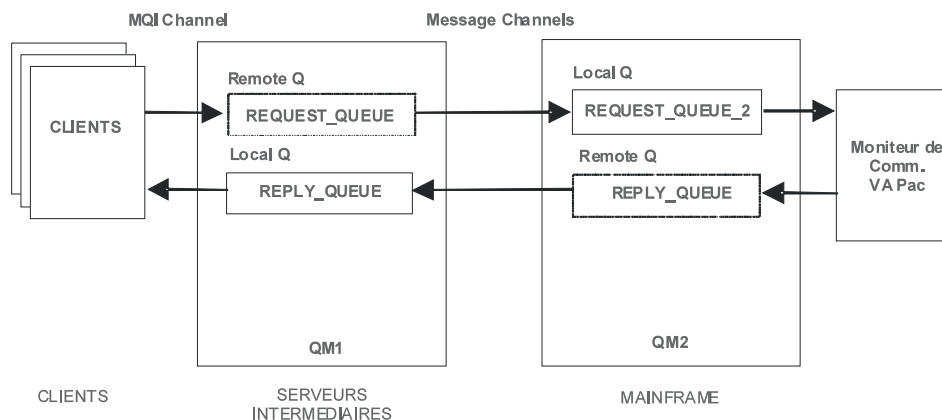 MQI Channel
Message Channels
Remote Q
Local Q
CLIENTS
REQUEST_QUEUE
REQUEST_QUEUE_2
Moniteur de
Comm.
VA Pac
Local Q
Remote Q
REPLY_QUEUE
REPLY_QUEUE
QM1
QM2
CLIENTS
SERVEURS
INTERMEDIAIRES
MAINFRAME